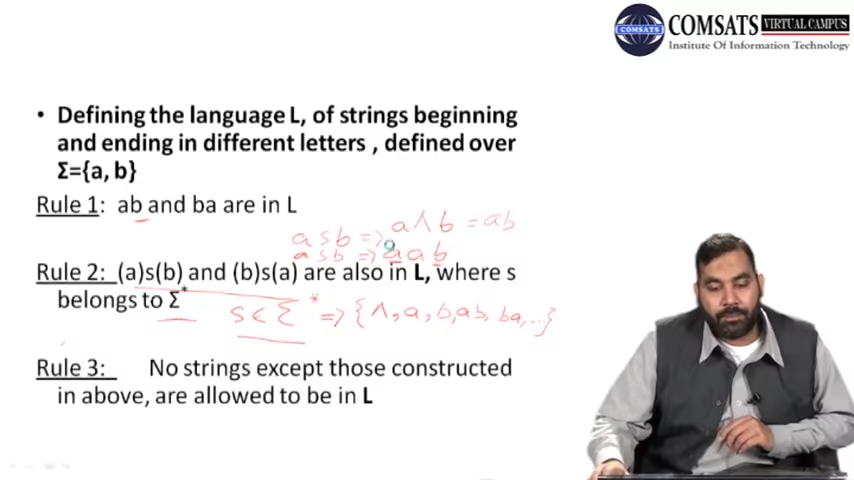 COMSATS VIRTUAL CAMPUS
COMSATS
Institute Of Information Technology
• Defining the language L, of strings beginning
and ending in different letters , defined over
Σ={a, b}
Rule 1: ab and ba are in L
a s b => a Λ b = ab
a s b => a a b
Rule 2: (a)s(b) and (b)s(a) are also in L, where s
belongs to Σ*
s ∈ Σ* => {Λ, a, b, ab, ba, ...}
Rule 3: No strings except those constructed
in above, are allowed to be in L